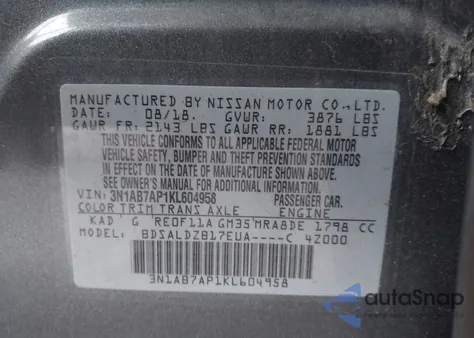 MANUFACTURED BY NISSAN MOTOR CO., LTD.
DATE: 08/18. GVWR: 3876 LBS
GAWR FR: 2143 LBS GAWR RR: 1881 LBS
THIS VEHICLE CONFORMS TO ALL APPLICABLE FEDERAL MOTOR
VEHICLE SAFETY, BUMPER AND THEFT PREVENTION STANDARDS
IN EFFECT ON THE DATE OF MANUFACTURE SHOWN ABOVE.
SEE OWNER'S MANUAL FOR ADDITIONAL INFORMATION.
VIN: 3N1AB7AP1KL604958 PASSENGER CAR
COLOR TRIM TRANS AXLE ENGINE
KAD G RE0F11A GM35 MRA8DE 1798 CC
MODEL: BDSALDZB17EUA----C 4Z000
3N1AB7AP1KL604958
autoSnap